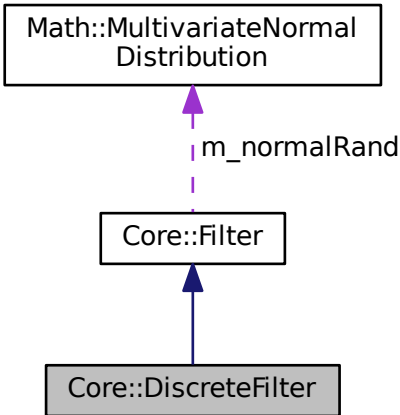 Math::MultivariateNormal
Distribution
m_normalRand
Core::Filter
Core::DiscreteFilter